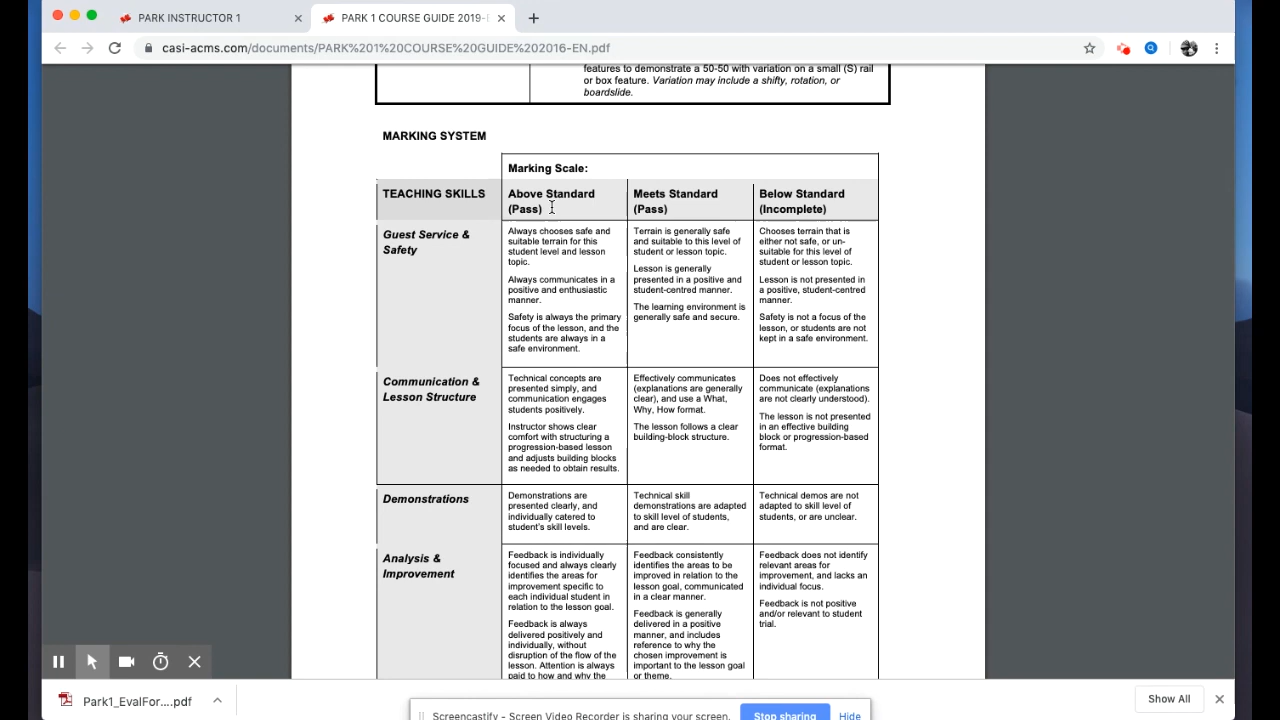 PARK INSTRUCTOR 1
PARK 1 COURSE GUIDE 2019-E
casi-acms.com/documents/PARK%201%20COURSE%20GUIDE%202016-EN.pdf
features to demonstrate a 50-50 with variation on a small (S) rail
or box feature. Variation may include a shifty, rotation, or
boardslide.
MARKING SYSTEM
Marking Scale:
TEACHING SKILLS
Above Standard
(Pass)
Meets Standard
(Pass)
Below Standard
(Incomplete)
Guest Service &
Safety
Always chooses safe and
suitable terrain for this
student level and lesson
topic.
Always communicates in a
positive and enthusiastic
manner.
Safety is always the primary
focus of the lesson, and the
students are always in a
safe environment.
Terrain is generally safe
and suitable to this level of
student or lesson topic.
Lesson is generally
presented in a positive and
student-centred manner.
The learning environment is
generally safe and secure.
Chooses terrain that is
either not safe, or un-
suitable for this level of
student or lesson topic.
Lesson is not presented in
a positive, student-centred
manner.
Safety is not a focus of the
lesson, or students are not
kept in a safe environment.
Communication &
Lesson Structure
Technical concepts are
presented simply, and
communication engages
students positively.
Instructor shows clear
comfort with structuring a
progression-based lesson
and adjusts building blocks
as needed to obtain results.
Effectively communicates
(explanations are generally
clear), and use a What,
Why, How format.
The lesson follows a clear
building-block structure.
Does not effectively
communicate (explanations
are not clearly understood).
The lesson is not presented
in an effective building
block or progression-based
format.
Demonstrations
Demonstrations are
presented clearly, and
individually catered to
student's skill levels.
Technical skill
demonstrations are adapted
to skill level of students,
and are clear.
Technical demos are not
adapted to skill level of
students, or are unclear.
Analysis &
Improvement
Feedback is individually
focused and always clearly
identifies the areas for
improvement specific to
each individual student in
relation to the lesson goal.
Feedback is always
delivered positively and
individually, without
disruption of the flow of the
lesson. Attention is always
paid to how and why the
Feedback consistently
identifies the areas to be
improved in relation to the
lesson goal, communicated
in a clear manner.
Feedback is generally
delivered in a positive
manner, and includes
reference to why the
chosen improvement is
important to the lesson goal
or theme.
Feedback does not identify
relevant areas for
improvement, and lacks an
individual focus.
Feedback is not positive
and/or relevant to student
trial.
Park1_EvalFor....pdf
Show All
Screencastify - Screen Video Recorder is sharing your screen.
Stop sharing
Hide